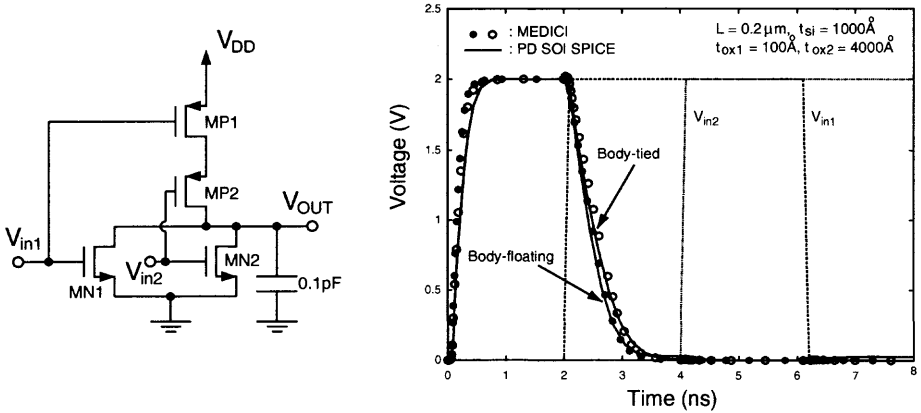 V_DD
MP1
MP2
V_OUT
V_in1
MN1
V_in2
MN2
0.1pF
Voltage (V)
2.5
2
1.5
1
0.5
0
● ○ : MEDICI
— : PD SOI SPICE
L = 0.2 µm, t_si = 1000Å
t_ox1 = 100Å, t_ox2 = 4000Å
V_in2
V_in1
Body-tied
Body-floating
0 1 2 3 4 5 6 7 8
Time (ns)